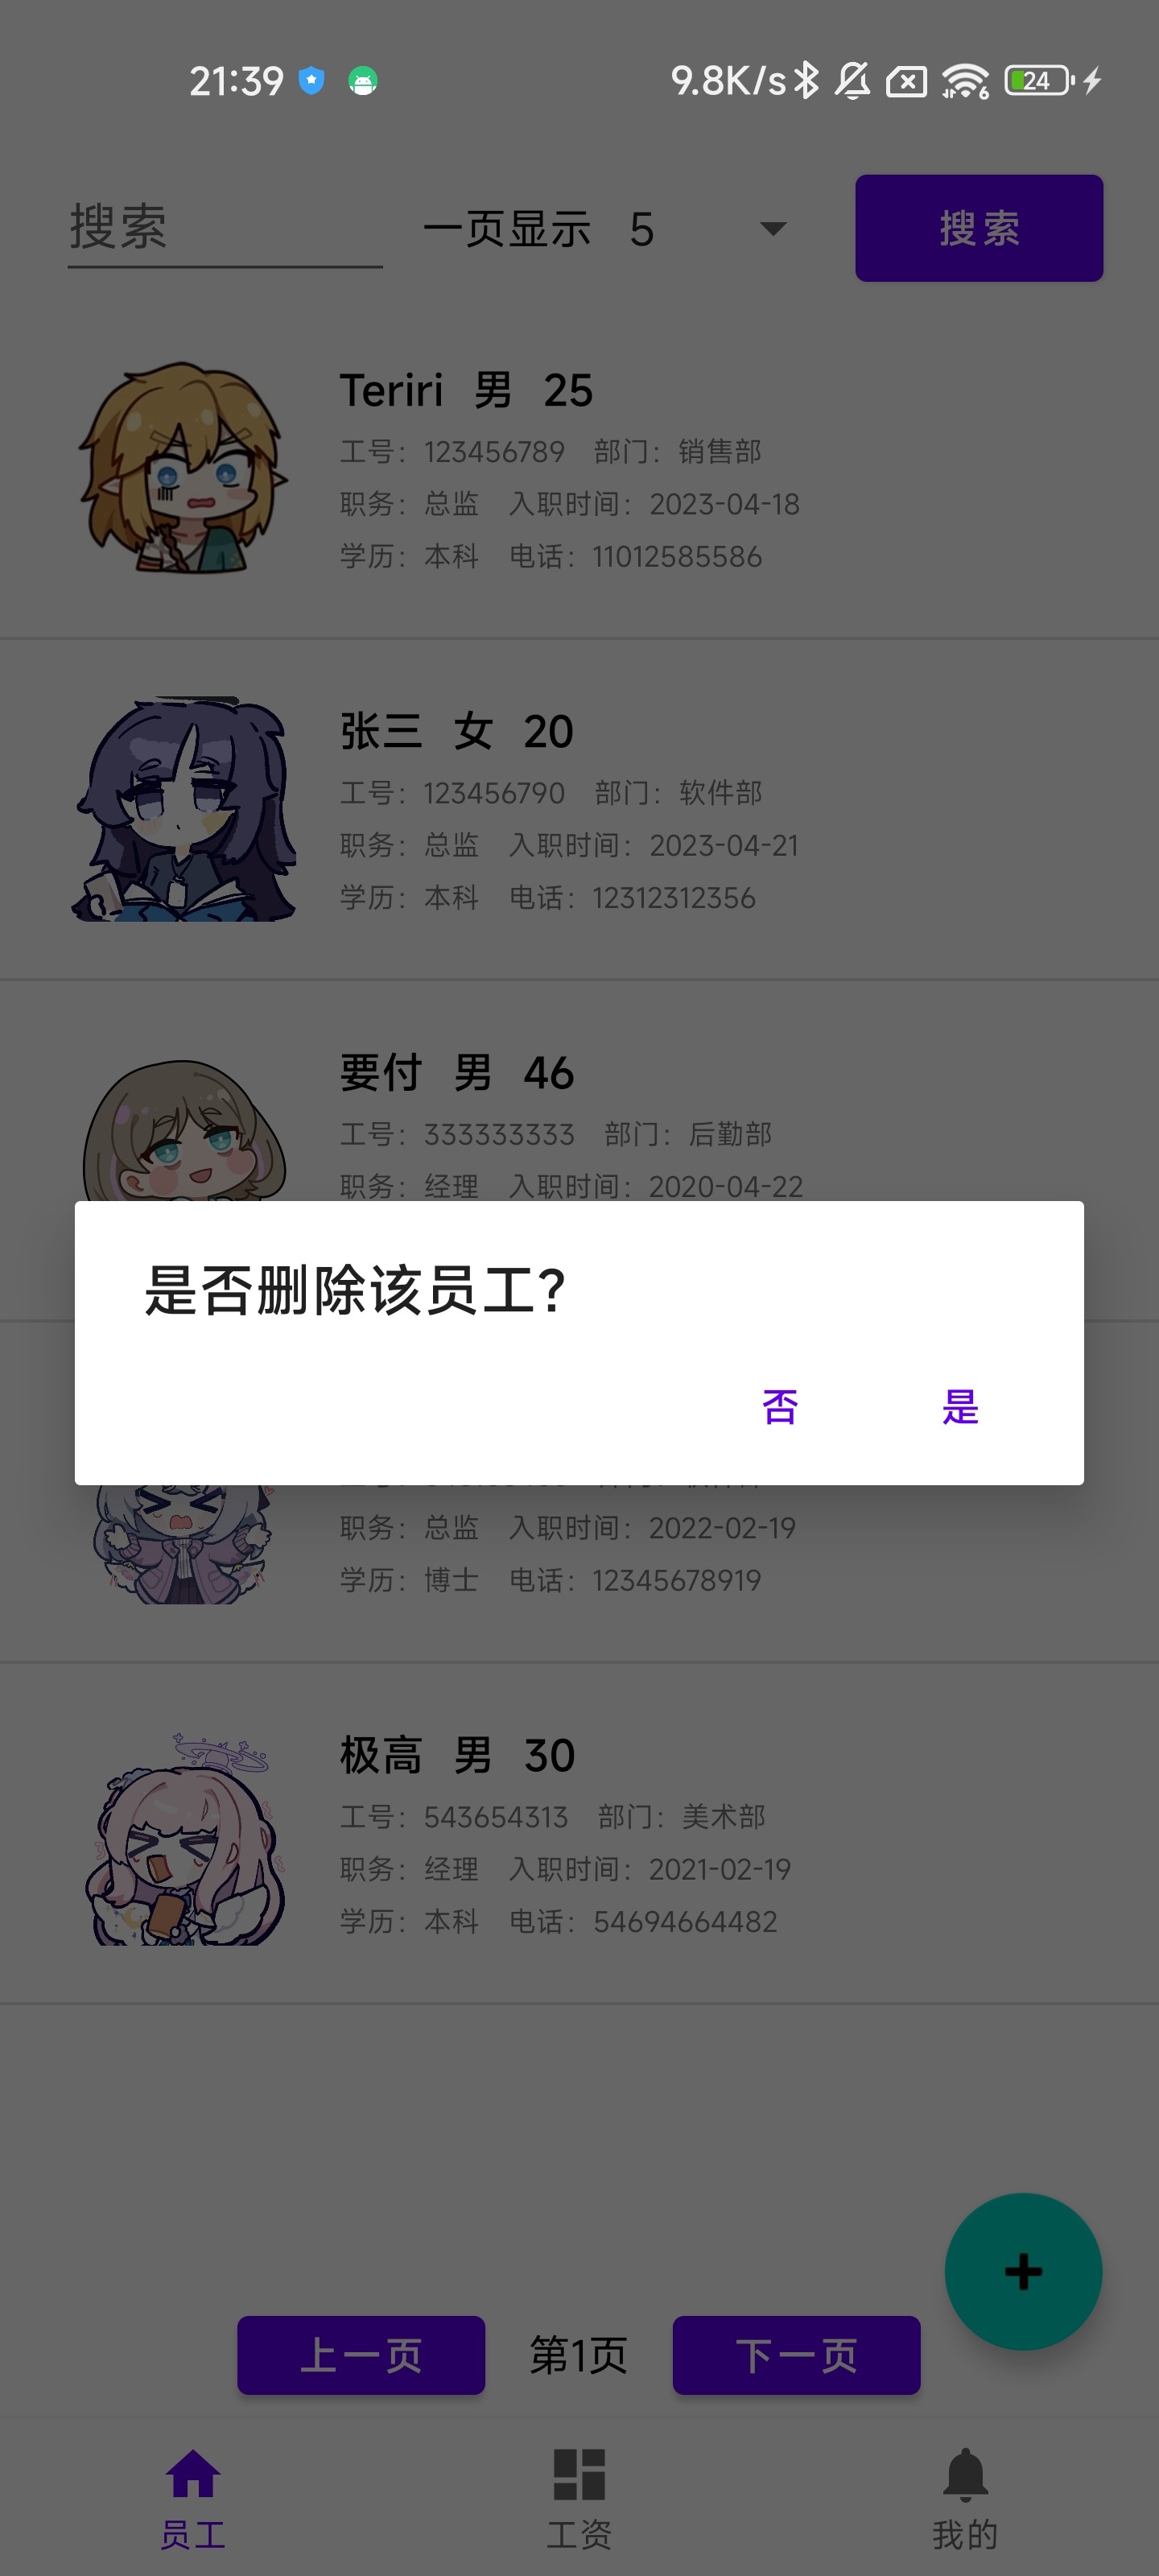 21:39 9.8K/s 6 24
搜索 一页显示 5 搜索
Teriri 男 25
工号：123456789 部门：销售部
职务：总监 入职时间：2023-04-18
学历：本科 电话：11012585586
张三 女 20
工号：123456790 部门：软件部
职务：总监 入职时间：2023-04-21
学历：本科 电话：12312312356
要付 男 46
工号：333333333 部门：后勤部
职务：经理 入职时间：2020-04-22
是否删除该员工？
否 是
职务：总监 入职时间：2022-02-19
学历：博士 电话：12345678919
极高 男 30
工号：543654313 部门：美术部
职务：经理 入职时间：2021-02-19
学历：本科 电话：54694664482
上一页 第1页 下一页
员工 工资 我的